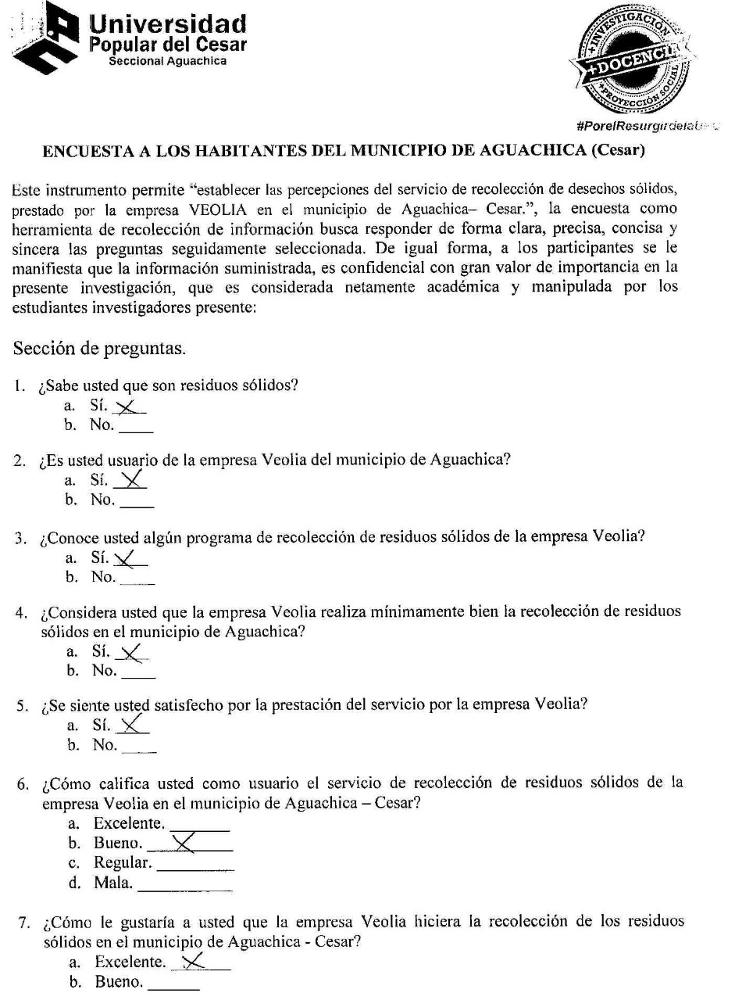 Universidad
Popular del Cesar
Seccional Aguachica
+INVESTIGACIÓN
+DOCENCIA
+PROYECCIÓN SOCIAL
ENCUESTA A LOS HABITANTES DEL MUNICIPIO DE AGUACHICA (Cesar)
Este instrumento permite “establecer las percepciones del servicio de recolección de desechos sólidos,
prestado por la empresa VEOLIA en el municipio de Aguachica– Cesar.”, la encuesta como
herramienta de recolección de información busca responder de forma clara, precisa, concisa y
sincera las preguntas seguidamente seleccionada. De igual forma, a los participantes se le
manifiesta que la información suministrada, es confidencial con gran valor de importancia en la
presente investigación, que es considerada netamente académica y manipulada por los
estudiantes investigadores presente:
Sección de preguntas.
1. ¿Sabe usted que son residuos sólidos?
a. Sí. X
b. No. ____
2. ¿Es usted usuario de la empresa Veolia del municipio de Aguachica?
a. Sí. X
b. No. ____
3. ¿Conoce usted algún programa de recolección de residuos sólidos de la empresa Veolia?
a. Sí. X
b. No. ____
4. ¿Considera usted que la empresa Veolia realiza mínimamente bien la recolección de residuos
sólidos en el municipio de Aguachica?
a. Sí. X
b. No. ____
5. ¿Se siente usted satisfecho por la prestación del servicio por la empresa Veolia?
a. Sí. X
b. No. ____
6. ¿Cómo califica usted como usuario el servicio de recolección de residuos sólidos de la
empresa Veolia en el municipio de Aguachica – Cesar?
a. Excelente. ____
b. Bueno. X
c. Regular. ____
d. Mala. ____
7. ¿Cómo le gustaría a usted que la empresa Veolia hiciera la recolección de los residuos
sólidos en el municipio de Aguachica - Cesar?
a. Excelente. X
b. Bueno. ____